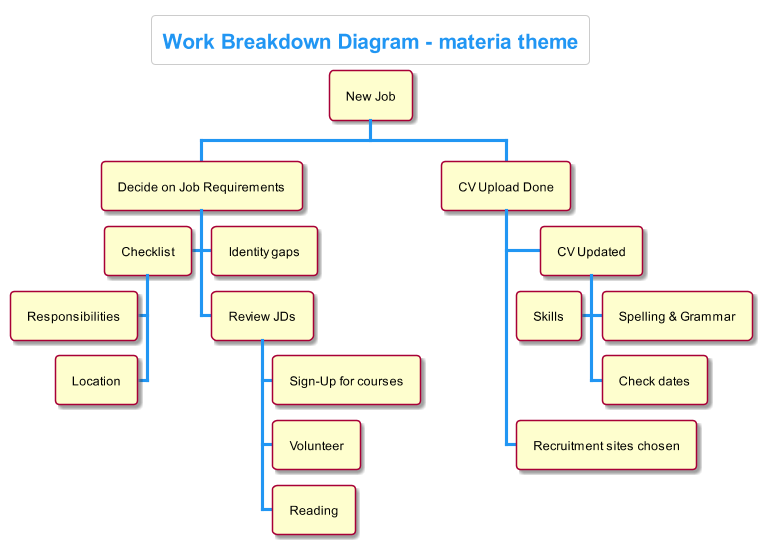 Work Breakdown Diagram - materia theme
New Job
Decide on Job Requirements
CV Upload Done
Checklist
Identity gaps
CV Updated
Responsibilities
Review JDs
Skills
Spelling & Grammar
Location
Sign-Up for courses
Check dates
Volunteer
Recruitment sites chosen
Reading